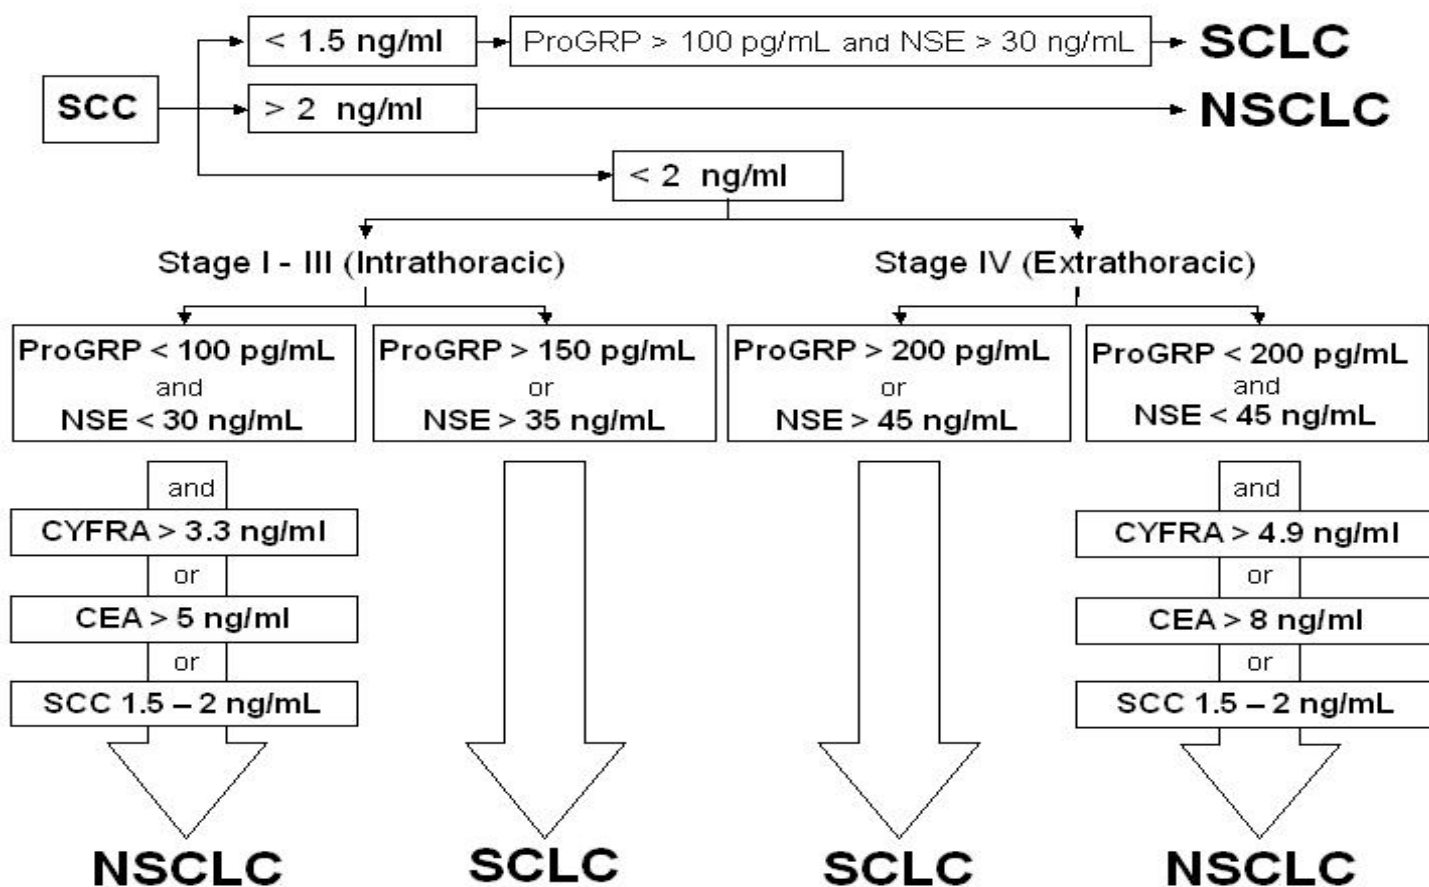 < 1.5 ng/ml
ProGRP > 100 pg/mL and NSE > 30 ng/mL
SCLC
SCC
> 2 ng/ml
NSCLC
< 2 ng/ml
Stage I - III (Intrathoracic)
Stage IV (Extrathoracic)
ProGRP < 100 pg/mL
and
NSE < 30 ng/mL
ProGRP > 150 pg/mL
or
NSE > 35 ng/mL
ProGRP > 200 pg/mL
or
NSE > 45 ng/mL
ProGRP < 200 pg/mL
and
NSE < 45 ng/mL
and
CYFRA > 3.3 ng/ml
or
CEA > 5 ng/ml
or
SCC 1.5 – 2 ng/mL
NSCLC
SCLC
SCLC
and
CYFRA > 4.9 ng/ml
or
CEA > 8 ng/ml
or
SCC 1.5 – 2 ng/mL
NSCLC